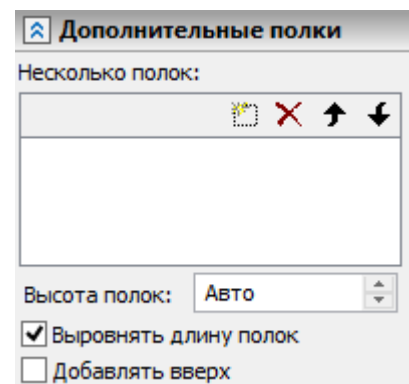 Дополнительные полки
Несколько полок:
Высота полок: Авто
Выровнять длину полок
Добавлять вверх